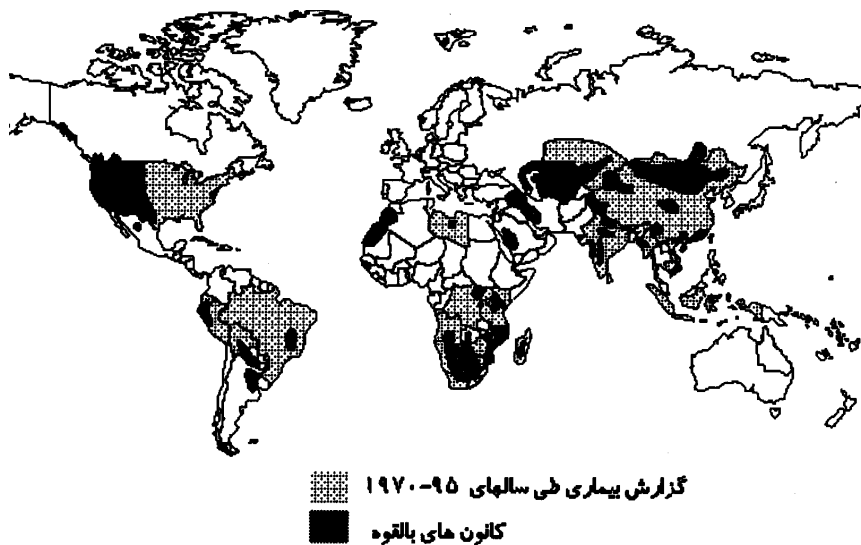 گزارش بیماری طی سالهای ۹۵-۱۹۷۰
کانون های بالقوه